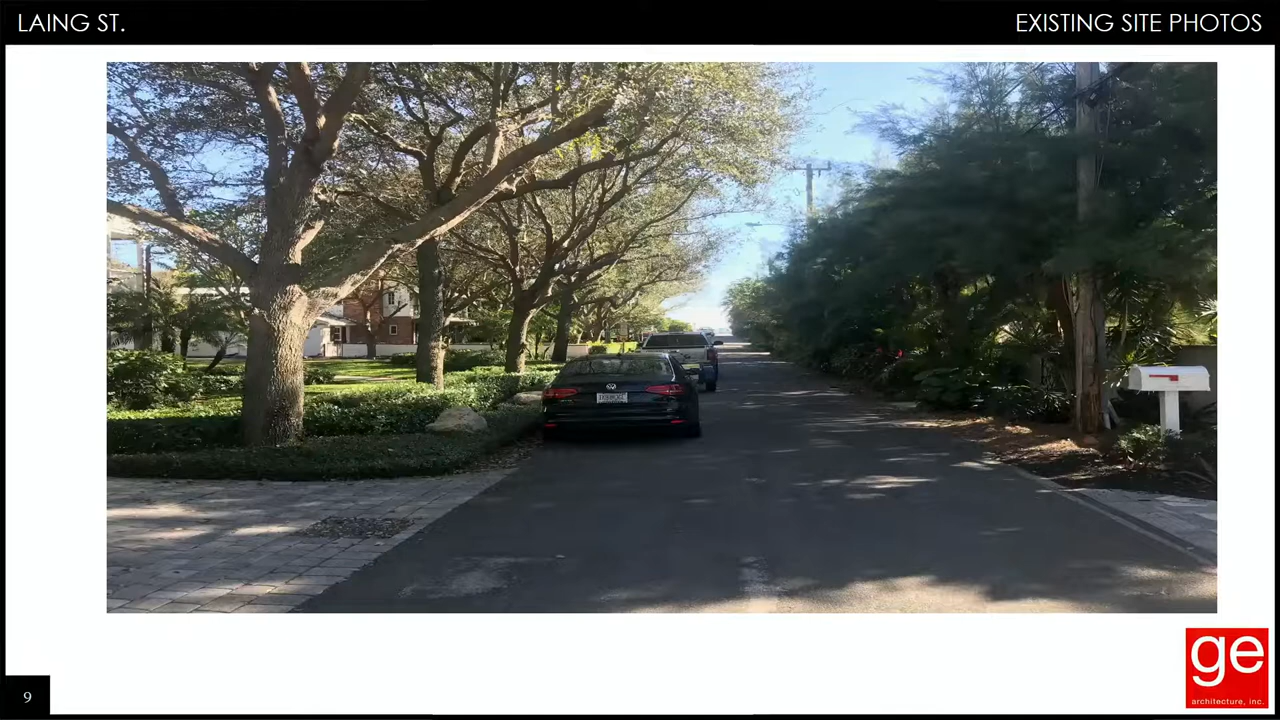 LAING ST.
EXISTING SITE PHOTOS
9
ge
architecture, inc.